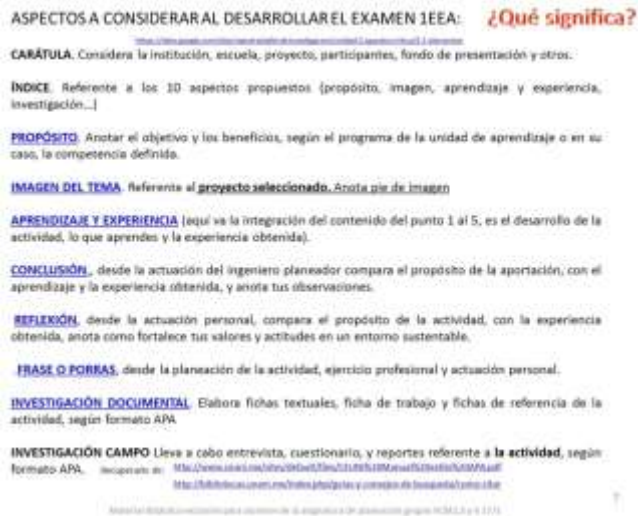 ASPECTOS A CONSIDERAR AL DESARROLLAR EL EXAMEN 1EEA: ¿Qué significa?
CARÁTULA. Considera la institución, escuela, proyecto, participantes, fondo de presentación y otros.
ÍNDICE. Referente a los 10 aspectos propuestos (propósito, imagen, aprendizaje y experiencia,
investigación…)
PROPÓSITO. Anotar el objetivo y los beneficios, según el programa de la unidad de aprendizaje o en su
caso, la competencia definida.
IMAGEN DEL TEMA. Referente al proyecto seleccionado. Anota pie de imagen
APRENDIZAJE Y EXPERIENCIA (aquí va la integración del contenido del punto 1 al 5, es el desarrollo de la
actividad, lo que aprendes y la experiencia obtenida).
CONCLUSIÓN., desde la actuación del ingeniero planeador compara el propósito de la aportación, con el
aprendizaje y la experiencia obtenida, y anota tus observaciones.
REFLEXIÓN, desde la actuación personal, compara el propósito de la actividad, con la experiencia
obtenida, anota como fortalece tus valores y actitudes en un entorno sustentable.
FRASE O PORRAS, desde la planeación de la actividad, ejercicio profesional y actuación personal.
INVESTIGACIÓN DOCUMENTAL. Elabora fichas textuales, ficha de trabajo y fichas de referencia de la
actividad, según formato APA
INVESTIGACIÓN CAMPO Lleva a cabo entrevista, cuestionario, y reportes referente a la actividad, según
formato APA. Recuperado de:
7